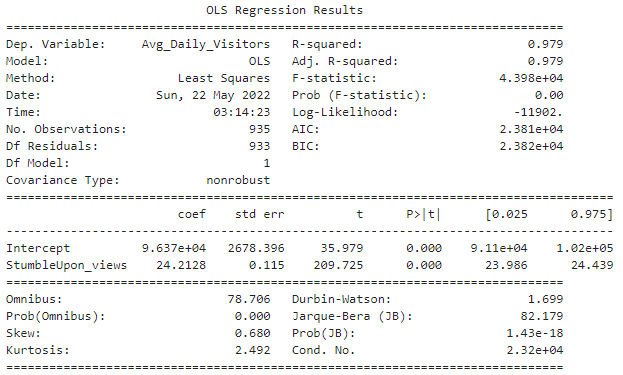 OLS Regression Results
==============================================================================
Dep. Variable:     Avg_Daily_Visitors   R-squared:                       0.979
Model:                            OLS   Adj. R-squared:                  0.979
Method:                 Least Squares   F-statistic:                 4.398e+04
Date:                Sun, 22 May 2022   Prob (F-statistic):               0.00
Time:                        03:14:23   Log-Likelihood:                -11902.
No. Observations:                 935   AIC:                         2.381e+04
Df Residuals:                     933   BIC:                         2.382e+04
Df Model:                           1
Covariance Type:            nonrobust
=====================================================================================
                        coef    std err          t      P>|t|      [0.025      0.975]
-------------------------------------------------------------------------------------
Intercept          9.637e+04   2678.396     35.979      0.000    9.11e+04    1.02e+05
StumbleUpon_views    24.2128      0.115    209.725      0.000      23.986      24.439
==============================================================================
Omnibus:                       78.706   Durbin-Watson:                   1.699
Prob(Omnibus):                  0.000   Jarque-Bera (JB):               82.179
Skew:                           0.680   Prob(JB):                     1.43e-18
Kurtosis:                       2.492   Cond. No.                     2.32e+04
==============================================================================